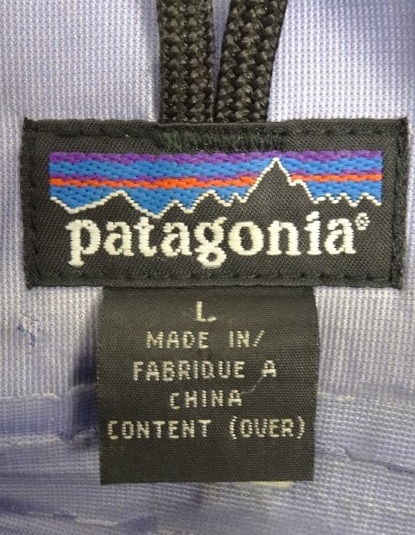 patagonia®
L
MADE IN/
FABRIQUE A
CHINA
CONTENT (OVER)